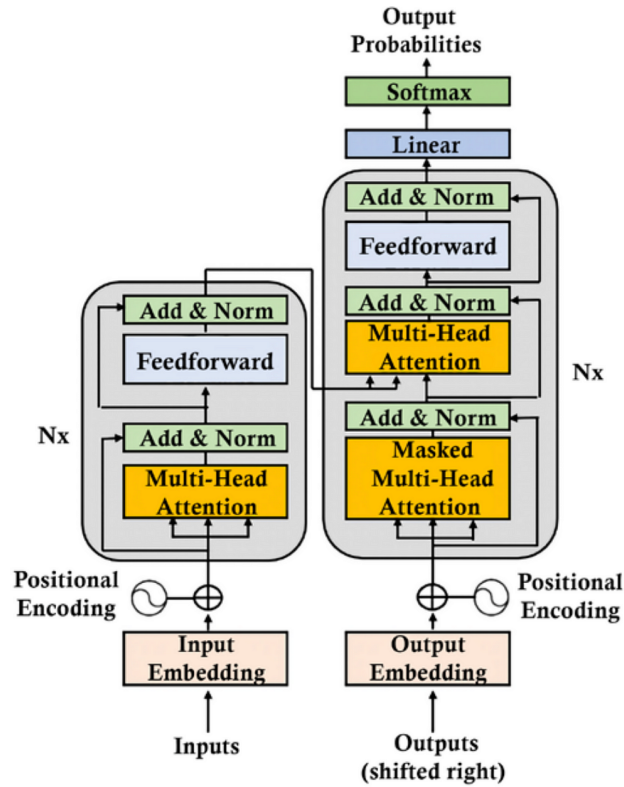 Output
Probabilities
Softmax
Linear
Add & Norm
Feedforward
Add & Norm
Multi-Head
Attention
Add & Norm
Masked
Multi-Head
Attention
Nx
Add & Norm
Feedforward
Add & Norm
Multi-Head
Attention
Nx
Positional
Encoding
Positional
Encoding
Input
Embedding
Output
Embedding
Inputs
Outputs
(shifted right)